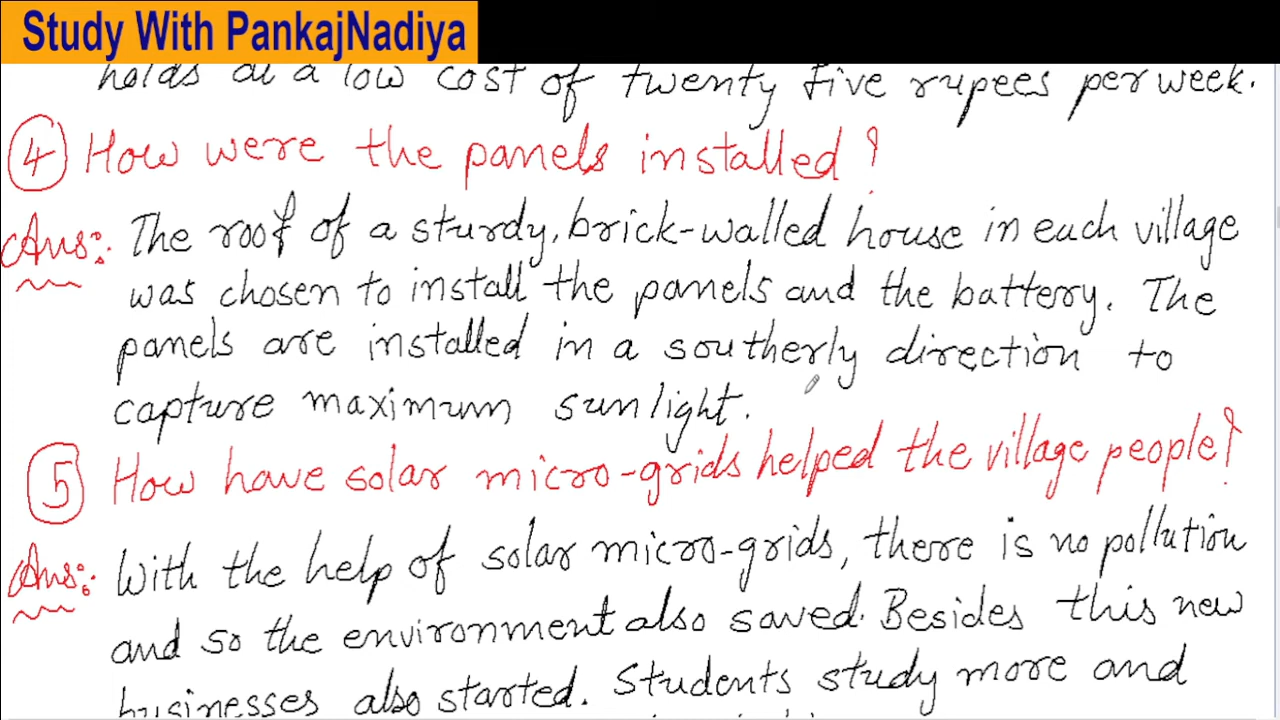 Study With PankajNadiya
holds at a low cost of twenty five rupees per week.
4 How were the panels installed?
Ans:. The roof of a sturdy, brick-walled house in each village
was chosen to install the panels and the battery. The
panels are installed in a southerly direction to
capture maximum sunlight.
5 How have solar micro-grids helped the village people?
Ans:. With the help of solar micro-grids, there is no pollution
and so the environment also saved. Besides this new
businesses also started. Students study more and